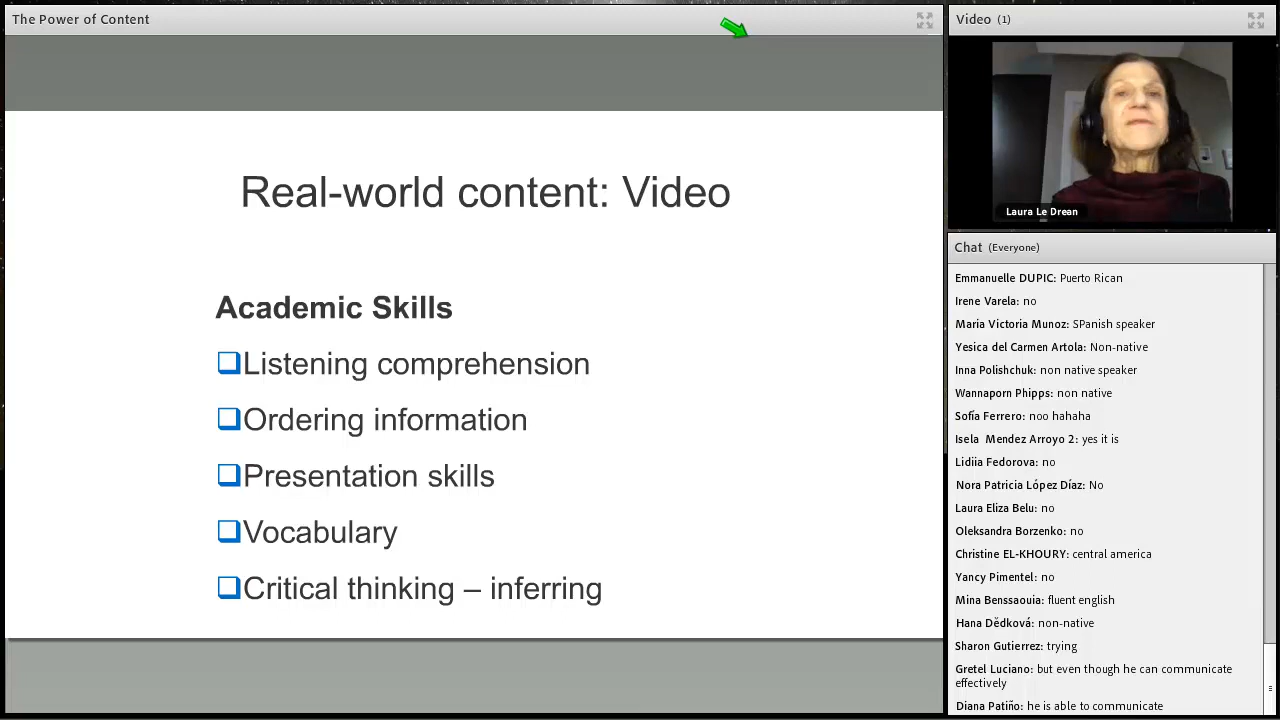 The Power of Content
Real-world content: Video
Academic Skills
Listening comprehension
Ordering information
Presentation skills
Vocabulary
Critical thinking – inferring
Video (1)
Laura Le Drean
Chat (Everyone)
Emmanuelle DUPIC: Puerto Rican
Irene Varela: no
Maria Victoria Munoz: SPanish speaker
Yesica del Carmen Artola: Non-native
Inna Polishchuk: non native speaker
Wannaporn Phipps: non native
Sofía Ferrero: noo hahaha
Isela Mendez Arroyo 2: yes it is
Lidiia Fedorova: no
Nora Patricia López Díaz: No
Laura Eliza Belu: no
Oleksandra Borzenko: no
Christine EL-KHOURY: central america
Yancy Pimentel: no
Mina Benssaouia: fluent english
Hana Dědková: non-native
Sharon Gutierrez: trying
Gretel Luciano: but even though he can communicate
effectively
Diana Patiño: he is able to communicate